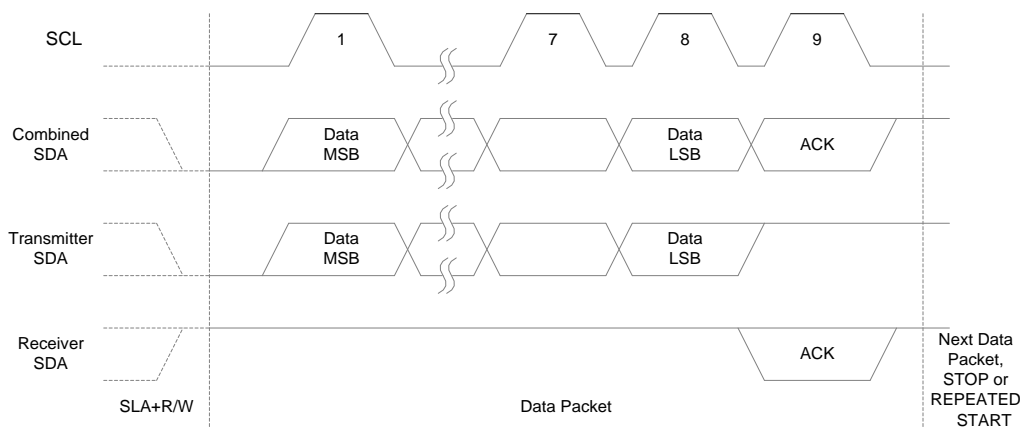 SCL
1
7
8
9
Combined
SDA
Data
MSB
Data
LSB
ACK
Transmitter
SDA
Data
MSB
Data
LSB
Receiver
SDA
ACK
SLA+R/W
Data Packet
Next Data
Packet,
STOP or
REPEATED
START